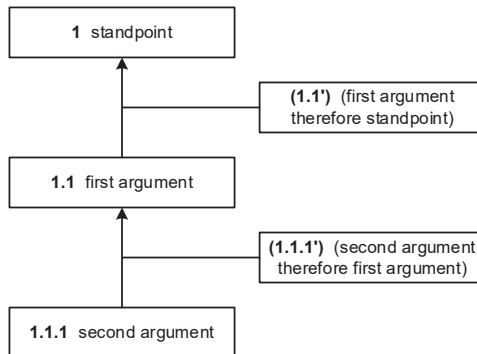 1 standpoint
(1.1') (first argument
therefore standpoint)
1.1 first argument
(1.1.1') (second argument
therefore first argument)
1.1.1 second argument